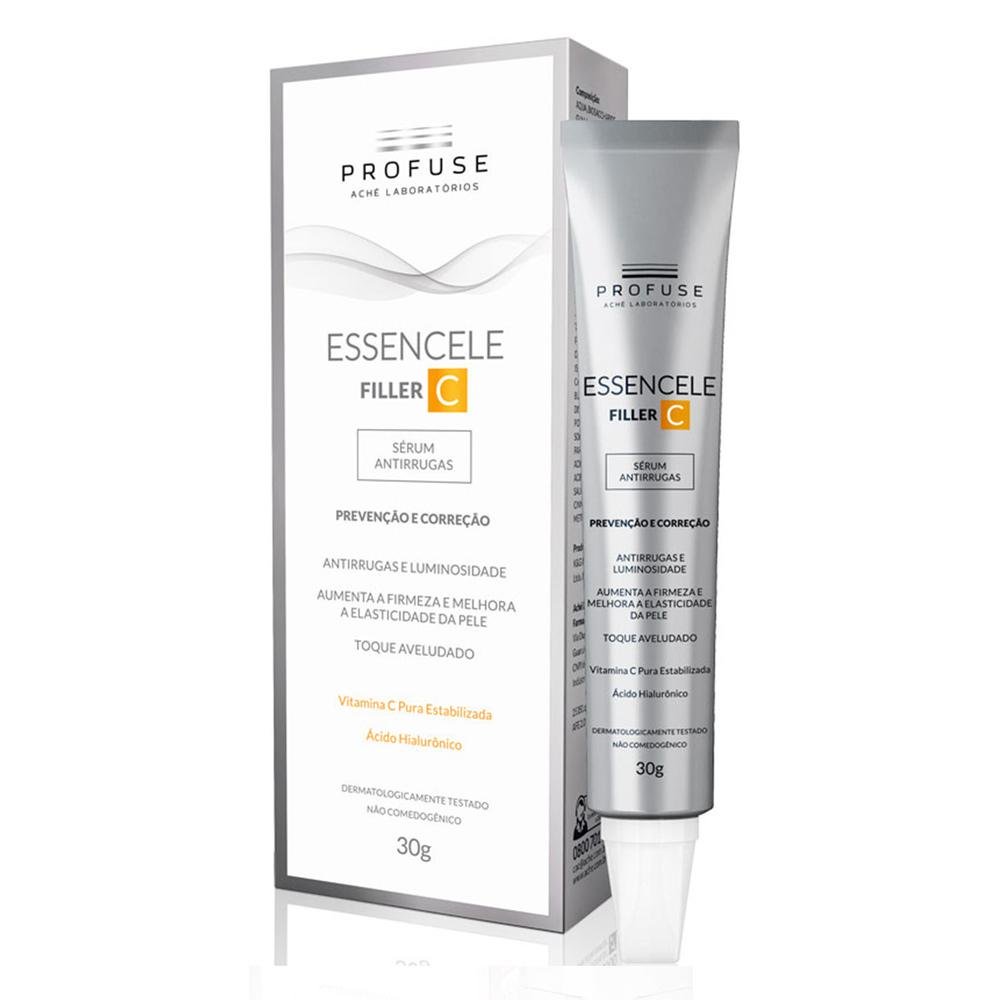 PROFUSE
ACHÉ LABORATÓRIOS
ESSENCELE
FILLER C
SÉRUM
ANTIRRUGAS
PREVENÇÃO E CORREÇÃO
ANTIRRUGAS E LUMINOSIDADE
AUMENTA A FIRMEZA E MELHORA
A ELASTICIDADE DA PELE
TOQUE AVELUDADO
Vitamina C Pura Estabilizada
Ácido Hialurônico
DERMATOLOGICAMENTE TESTADO
NÃO COMEDOGÊNICO
30g
Composição:
0800 701
PROFUSE
ACHÉ LABORATÓRIOS
ESSENCELE
FILLER C
SÉRUM
ANTIRRUGAS
PREVENÇÃO E CORREÇÃO
ANTIRRUGAS E
LUMINOSIDADE
AUMENTA A FIRMEZA E
MELHORA A ELASTICIDADE
DA PELE
TOQUE AVELUDADO
Vitamina C Pura Estabilizada
Ácido Hialurônico
DERMATOLOGICAMENTE TESTADO
NÃO COMEDOGÊNICO
30g